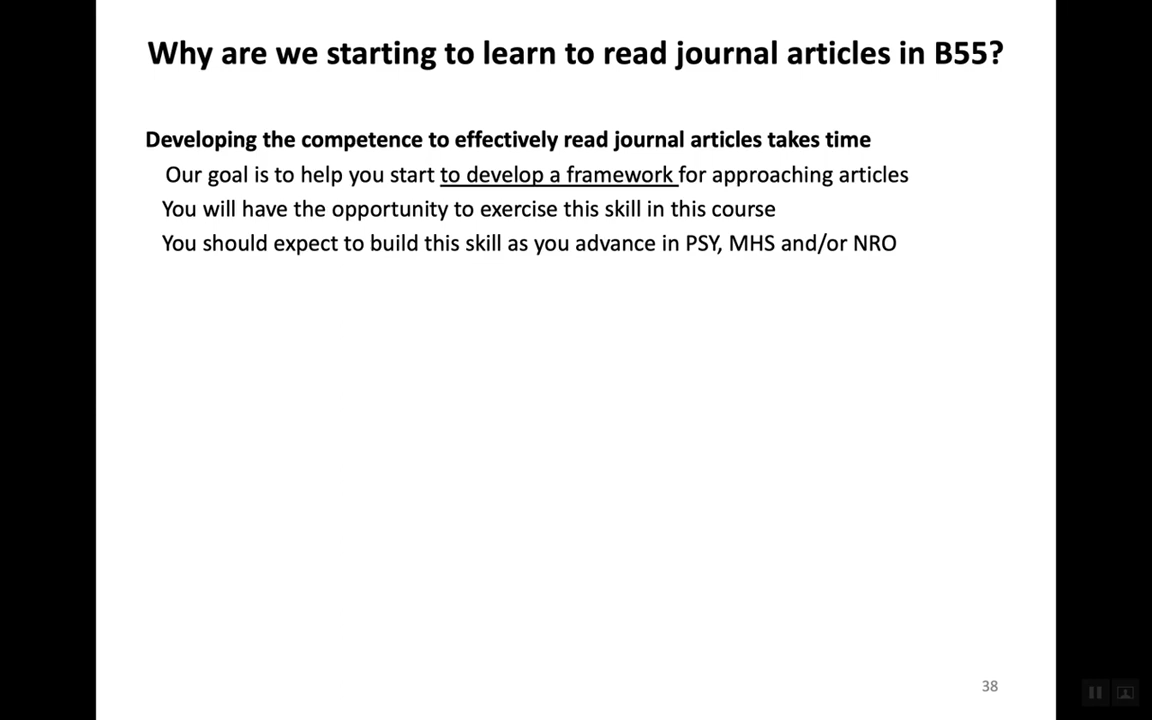 Why are we starting to learn to read journal articles in B55?
Developing the competence to effectively read journal articles takes time
Our goal is to help you start to develop a framework for approaching articles
You will have the opportunity to exercise this skill in this course
You should expect to build this skill as you advance in PSY, MHS and/or NRO
38